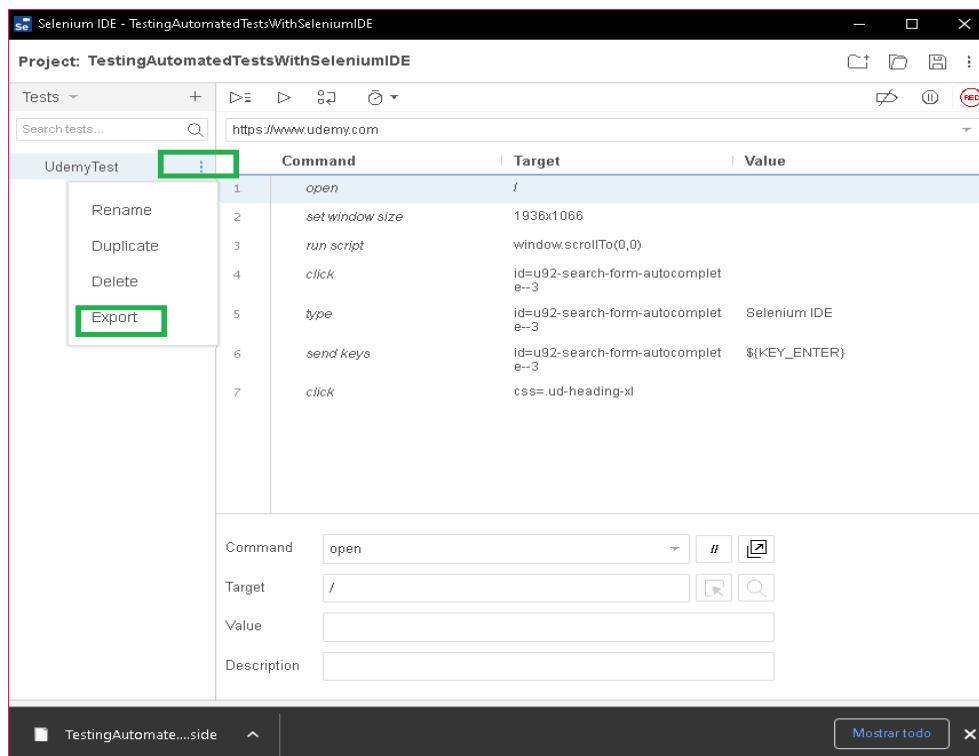 Selenium IDE - TestingAutomatedTestsWithSeleniumIDE
Project: TestingAutomatedTestsWithSeleniumIDE
Tests
Search tests...
https://www.udemy.com
REC
UdemyTest
Rename
Duplicate
Delete
Export
Command Target Value
1 open /
2 set window size 1936x1066
3 run script window.scrollTo(0,0)
4 click id=u92-search-form-autocomplet
e--3
5 type id=u92-search-form-autocomplet Selenium IDE
e--3
6 send keys id=u92-search-form-autocomplet ${KEY_ENTER}
e--3
7 click css=.ud-heading-xl
Command open //
Target /
Value
Description
TestingAutomate....side
Mostrar todo